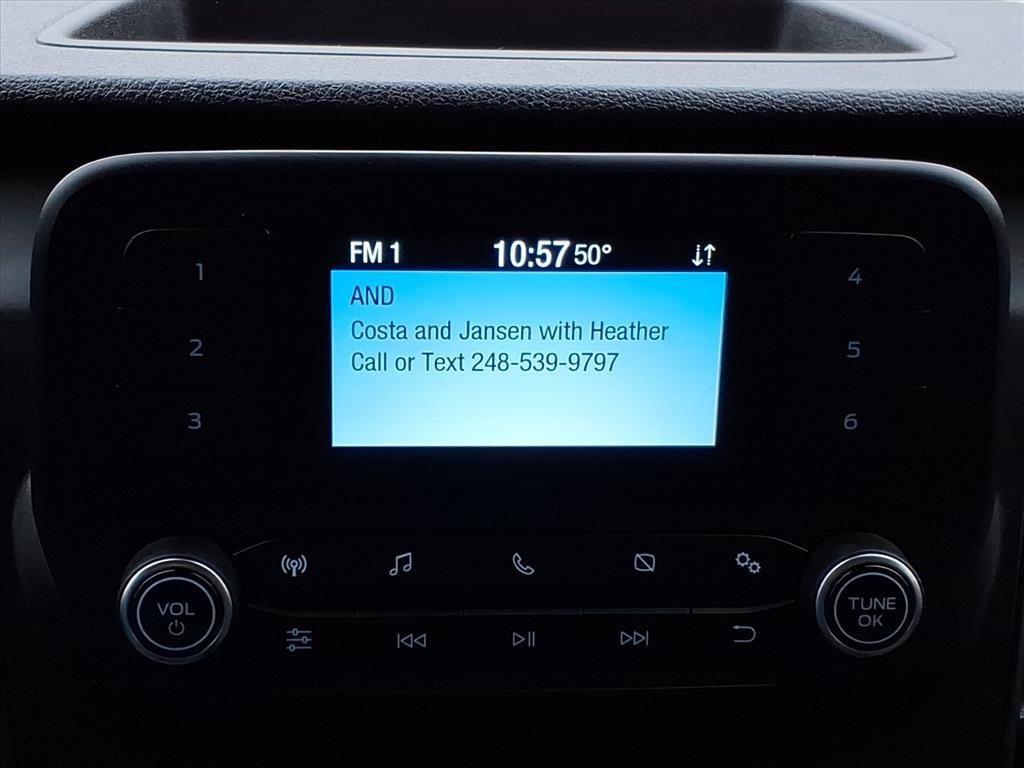 FM 1 10:57 50°
AND
Costa and Jansen with Heather
Call or Text 248-539-9797
1
2
3
4
5
6
VOL
TUNE
OK